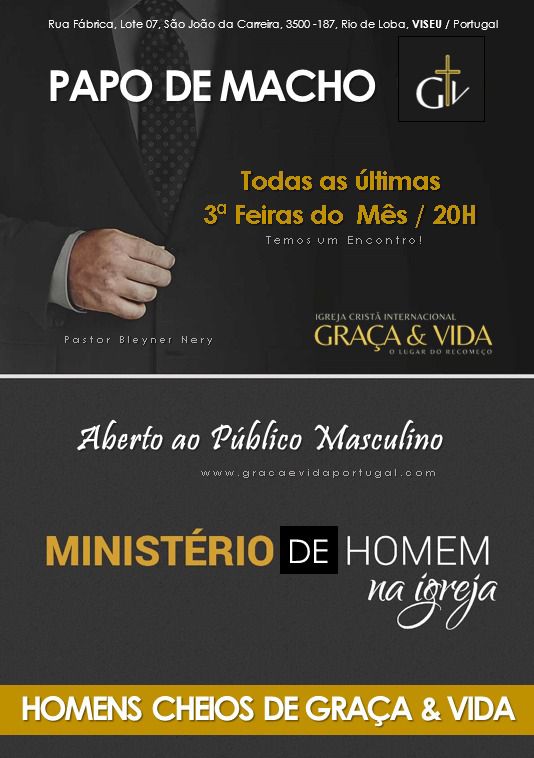 Rua Fábrica, Lote 07, São João da Carreira, 3500 -187, Rio de Loba, VISEU / Portugal
PAPO DE MACHO
GV
Todas as últimas
3ª Feiras do Mês / 20H
Temos um Encontro!
IGREJA CRISTÃ INTERNACIONAL
GRAÇA & VIDA
O LUGAR DO RECOMEÇO
Pastor Bleyner Nery
Aberto ao Público Masculino
www.gracaevidaportugal.com
MINISTÉRIO DE HOMEM
na igreja
HOMENS CHEIOS DE GRAÇA & VIDA